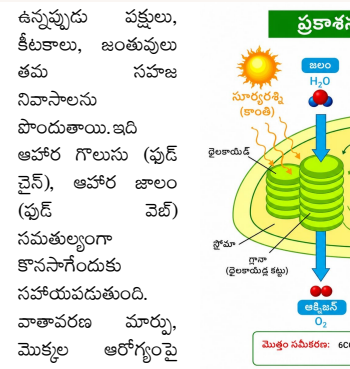 ఉన్నప్పుడు పక్షులు,
కీటకాలు, జంతువులు
తమ సహజ
నివాసాలను
పొందుతాయి.ఇది
ఆహార గొలుసు (ఫుడ్
చైన్), ఆహార జాలం
(ఫుడ్ వెబ్)
సమతుల్యంగా
కొనసాగేందుకు
సహాయపడుతుంది.
వాతావరణ మార్పు,
మొక్కల ఆరోగ్యంపై
జలం
H₂O
సూర్యరశ్మి
(కాంతి)
థైలకాయిడ్
స్ట్రోమా
గ్రానా
(థైలకాయిడ్ల కట్టు)
ఆక్సిజన్
O₂
మొత్తం సమీకరణ: